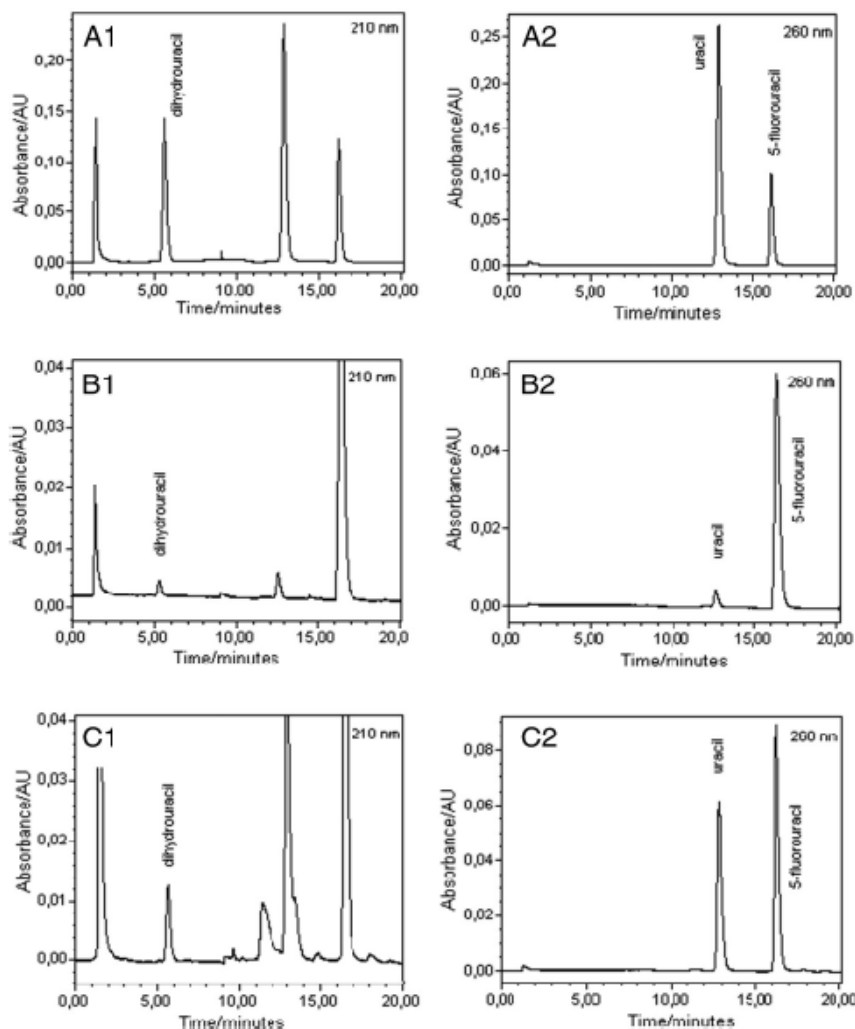 A1
210 nm
dihydrouracil
Absorbance/AU
0,20
0,15
0,10
0,05
0,00
0,00 5,00 10,00 15,00 20,00
Time/minutes
A2
260 nm
uracil
5-fluorouracil
Absorbance/AU
0,25
0,20
0,15
0,10
0,05
0,00
0,00 5,00 10,00 15,00 20,00
Time/minutes
B1
210 nm
dihydrouracil
Absorbance/AU
0,04
0,03
0,02
0,01
0,00
0,00 5,00 10,00 15,00 20,00
Time/minutes
B2
260 nm
uracil
5-fluorouracil
Absorbance/AU
0,06
0,04
0,02
0,00
0,00 5,00 10,00 15,00 20,00
Time/minutes
C1
210 nm
dihydrouracil
Absorbance/AU
0,04
0,03
0,02
0,01
0,00
0,00 5,00 10,00 15,00 20,00
Time/minutes
C2
260 nm
uracil
5-fluorouracil
Absorbance/AU
0,08
0,06
0,04
0,02
0,00
0,00 5,00 10,00 15,00 20,00
Time/minutes